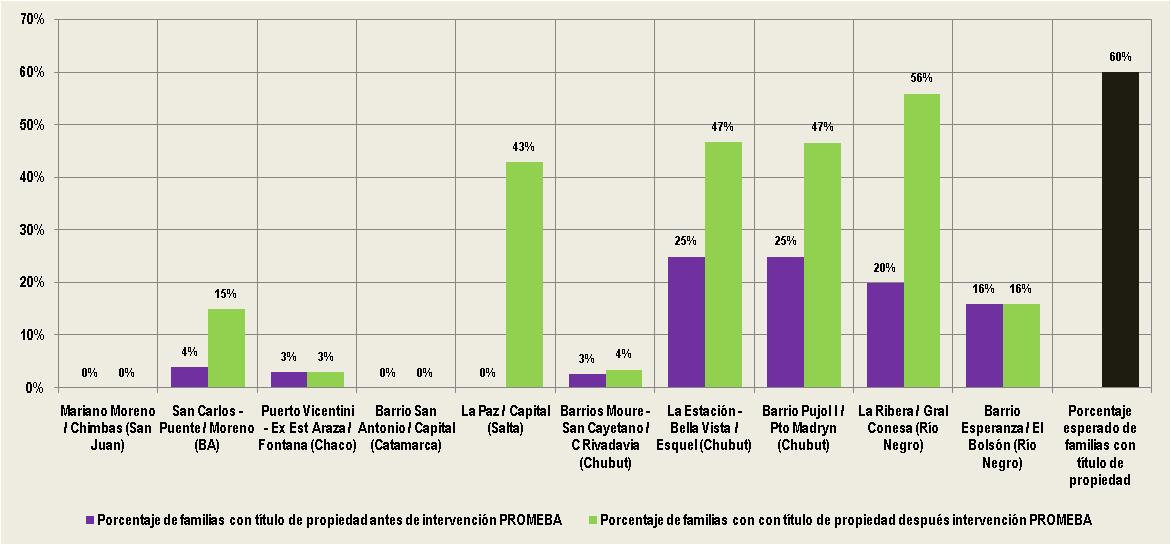 70%
60%
50%
40%
30%
20%
10%
0%
0%
0%
4%
15%
3%
3%
0%
0%
0%
43%
3%
4%
25%
47%
25%
47%
20%
56%
16%
16%
60%
Mariano Moreno
/ Chimbas (San
Juan)
San Carlos -
Puente / Moreno
(BA)
Puerto Vicentini
- Ex Est Araza /
Fontana (Chaco)
Barrio San
Antonio / Capital
(Catamarca)
La Paz / Capital
(Salta)
Barrios Moure -
San Cayetano /
C Rivadavia
(Chubut)
La Estación -
Bella Vista /
Esquel (Chubut)
Barrio Pujol I /
Pto Madryn
(Chubut)
La Ribera / Gral
Conesa (Río
Negro)
Barrio
Esperanza / El
Bolsón (Río
Negro)
Porcentaje
esperado de
familias con
título de
propiedad
Porcentaje de familias con título de propiedad antes de intervención PROMEBA
Porcentaje de familias con con título de propiedad después intervención PROMEBA